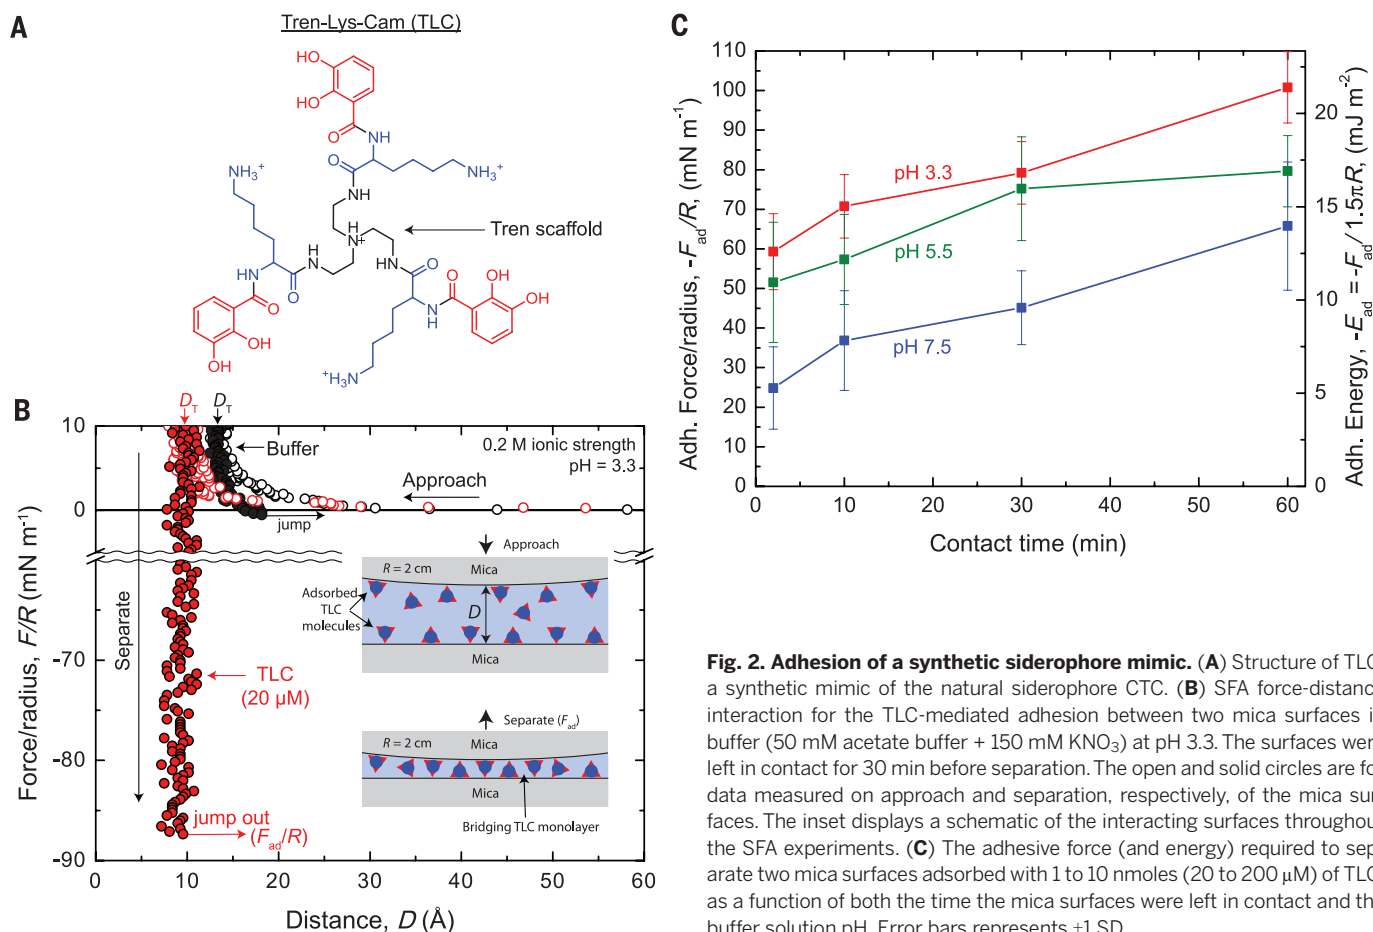 A
Tren-Lys-Cam (TLC)
HO
HO
O
NH
O
NH
NH₃⁺
NH₃⁺
H
N⁺
Tren scaffold
HN
O
NH
O
HN
O
O
NH
OH
OH
OH
OH
⁺H₃N
B
D_T D_T
10
0
-70
-80
-90
0 10 20 30 40 50 60
Force/radius, F/R (mN m⁻¹)
Distance, D (Å)
Buffer
0.2 M ionic strength
pH = 3.3
Approach
jump
Separate
TLC
(20 µM)
jump out
(F_ad/R)
Approach
R = 2 cm
Mica
Adsorbed
TLC
molecules
D
Mica
Separate (F_ad)
R = 2 cm
Mica
Mica
Bridging TLC monolayer
C
110
100
90
80
70
60
50
40
30
20
10
0
0 10 20 30 40 50 60
Adh. Force/radius, -F_ad/R, (mN m⁻¹)
Contact time (min)
20
15
10
5
0
Adh. Energy, -E_ad = -F_ad/1.5πR, (mJ m⁻²)
pH 3.3
pH 5.5
pH 7.5
Fig. 2. Adhesion of a synthetic siderophore mimic. (A) Structure of TLC
a synthetic mimic of the natural siderophore CTC. (B) SFA force-distanc
interaction for the TLC-mediated adhesion between two mica surfaces i
buffer (50 mM acetate buffer + 150 mM KNO₃) at pH 3.3. The surfaces wer
left in contact for 30 min before separation. The open and solid circles are fo
data measured on approach and separation, respectively, of the mica sur
faces. The inset displays a schematic of the interacting surfaces throughou
the SFA experiments. (C) The adhesive force (and energy) required to sep
arate two mica surfaces adsorbed with 1 to 10 nmoles (20 to 200 µM) of TLC
as a function of both the time the mica surfaces were left in contact and th
buffer solution pH. Error bars represents ±1 SD